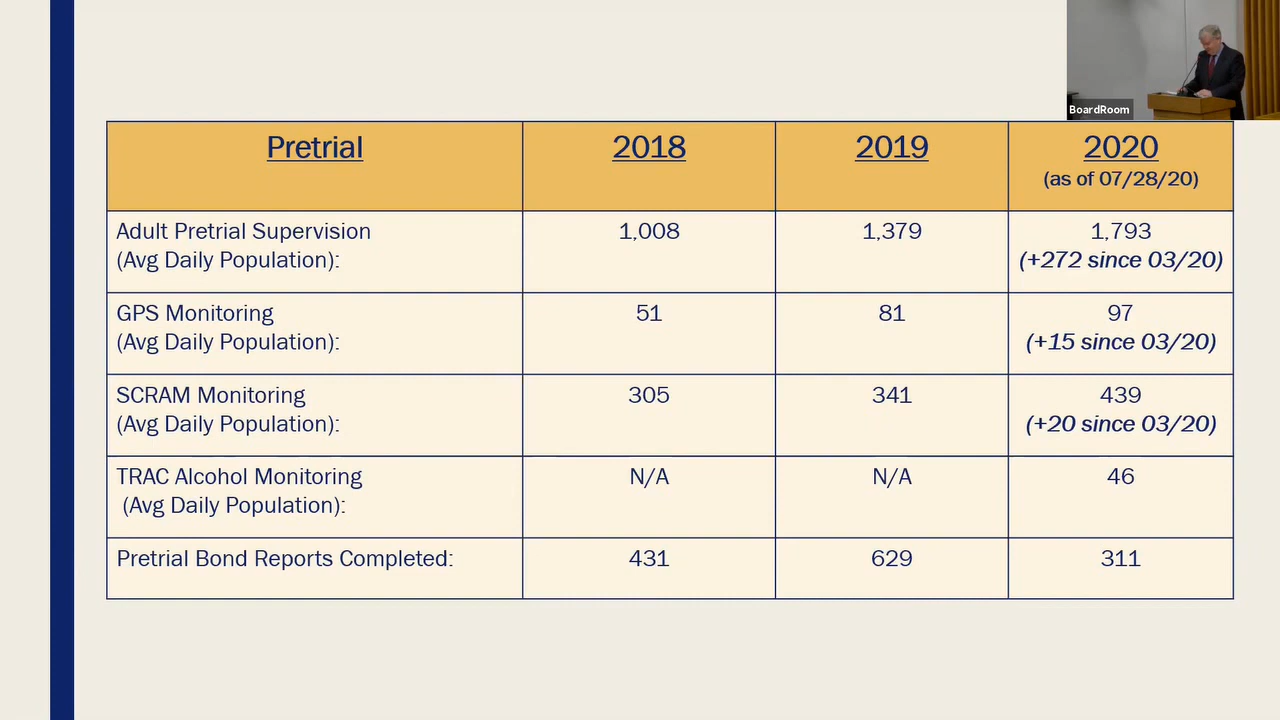 BoardRoom
Pretrial 2018 2019 2020
(as of 07/28/20)
Adult Pretrial Supervision 1,008 1,379 1,793
(Avg Daily Population): (+272 since 03/20)
GPS Monitoring 51 81 97
(Avg Daily Population): (+15 since 03/20)
SCRAM Monitoring 305 341 439
(Avg Daily Population): (+20 since 03/20)
TRAC Alcohol Monitoring N/A N/A 46
(Avg Daily Population):
Pretrial Bond Reports Completed: 431 629 311